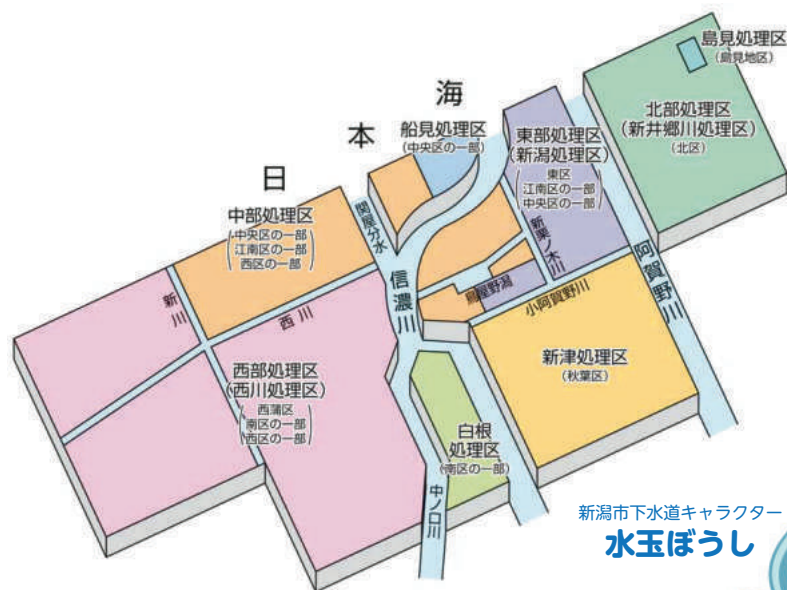 日本海
島見処理区
(島見地区)
北部処理区
(新井郷川処理区)
(北区)
船見処理区
(中央区の一部)
東部処理区
(新潟処理区)
(東区
江南区の一部
中央区の一部)
中部処理区
(中央区の一部
江南区の一部
西区の一部)
関屋分水
信濃川
新栗ノ木川
鳥屋野潟
小阿賀野川
阿賀野川
新川
西川
西部処理区
(西川処理区)
(西蒲区
南区の一部
西区の一部)
新津処理区
(秋葉区)
白根
処理区
(南区の一部)
中ノ口川
新潟市下水道キャラクター
水玉ぼうし